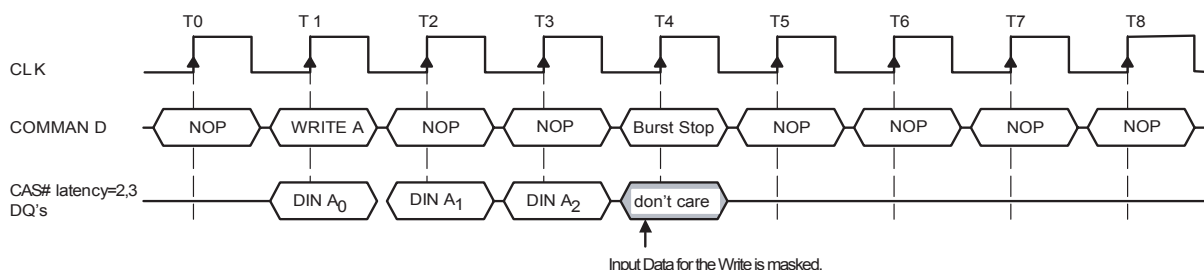 T0 T 1 T2 T3 T4 T5 T6 T7 T8
CLK
COMMAN D NOP WRITE A NOP NOP Burst Stop NOP NOP NOP NOP
CAS# latency=2,3
DQ's DIN A0 DIN A1 DIN A2 don't care
Input Data for the Write is masked.